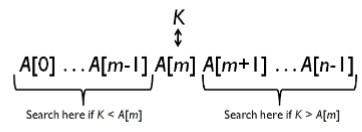 K
A[0] ...A[m-1] A[m] A[m+1] ...A[n-1]
Search here if K < A[m] Search here if K > A[m]